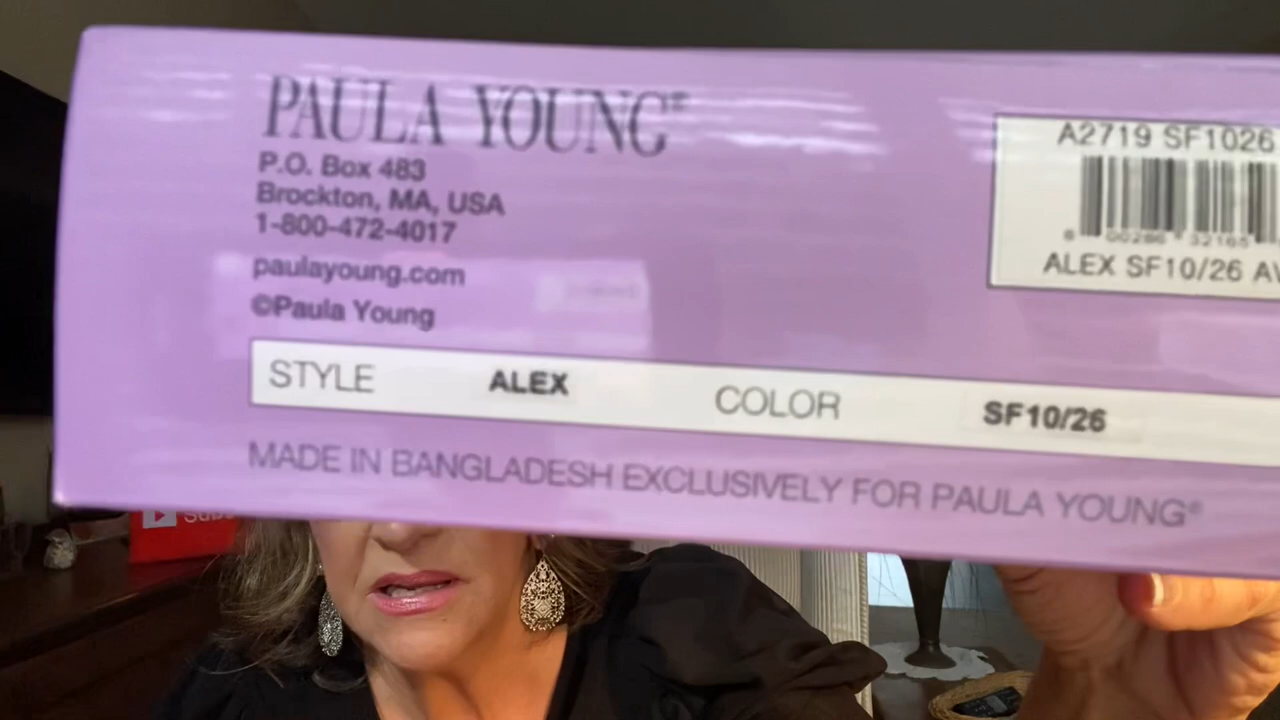 PAULA YOUNG®
P.O. Box 483
Brockton, MA, USA
1-800-472-4017
paulayoung.com
©Paula Young
A2719 SF1026
ALEX SF10/26
STYLE ALEX COLOR SF10/26
MADE IN BANGLADESH EXCLUSIVELY FOR PAULA YOUNG®